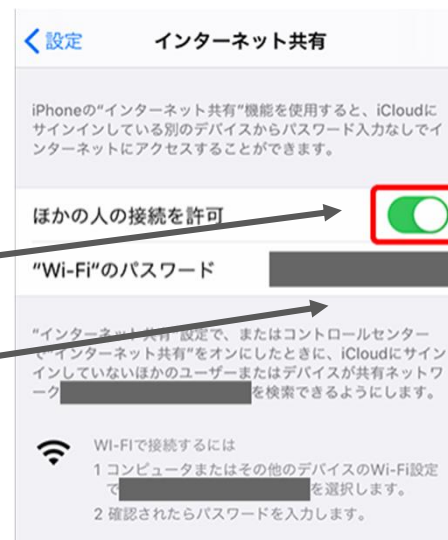 設定
インターネット共有
iPhoneの"インターネット共有"機能を使用すると、iCloudに
サインインしている別のデバイスからパスワード入力なしでイ
ンターネットにアクセスすることができます。
ほかの人の接続を許可
"Wi-Fi"のパスワード
"インターネット共有"設定で、またはコントロールセンター
で"インターネット共有"をオンにしたときに、iCloudにサイン
インしていないほかのユーザーまたはデバイスが共有ネットワ
ーク を検索できるようにします。
WI-FIで接続するには
1 コンピュータまたはその他のデバイスのWi-Fi設定
で を選択します。
2 確認されたらパスワードを入力します。